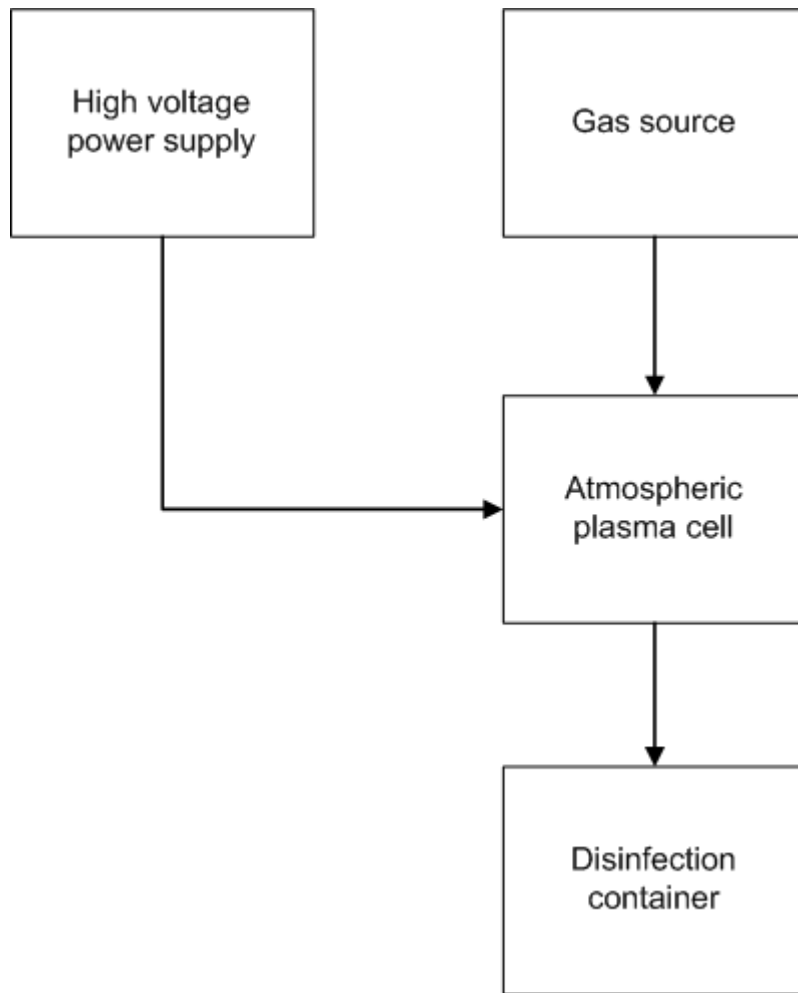 High voltage
power supply
Gas source
Atmospheric
plasma cell
Disinfection
container